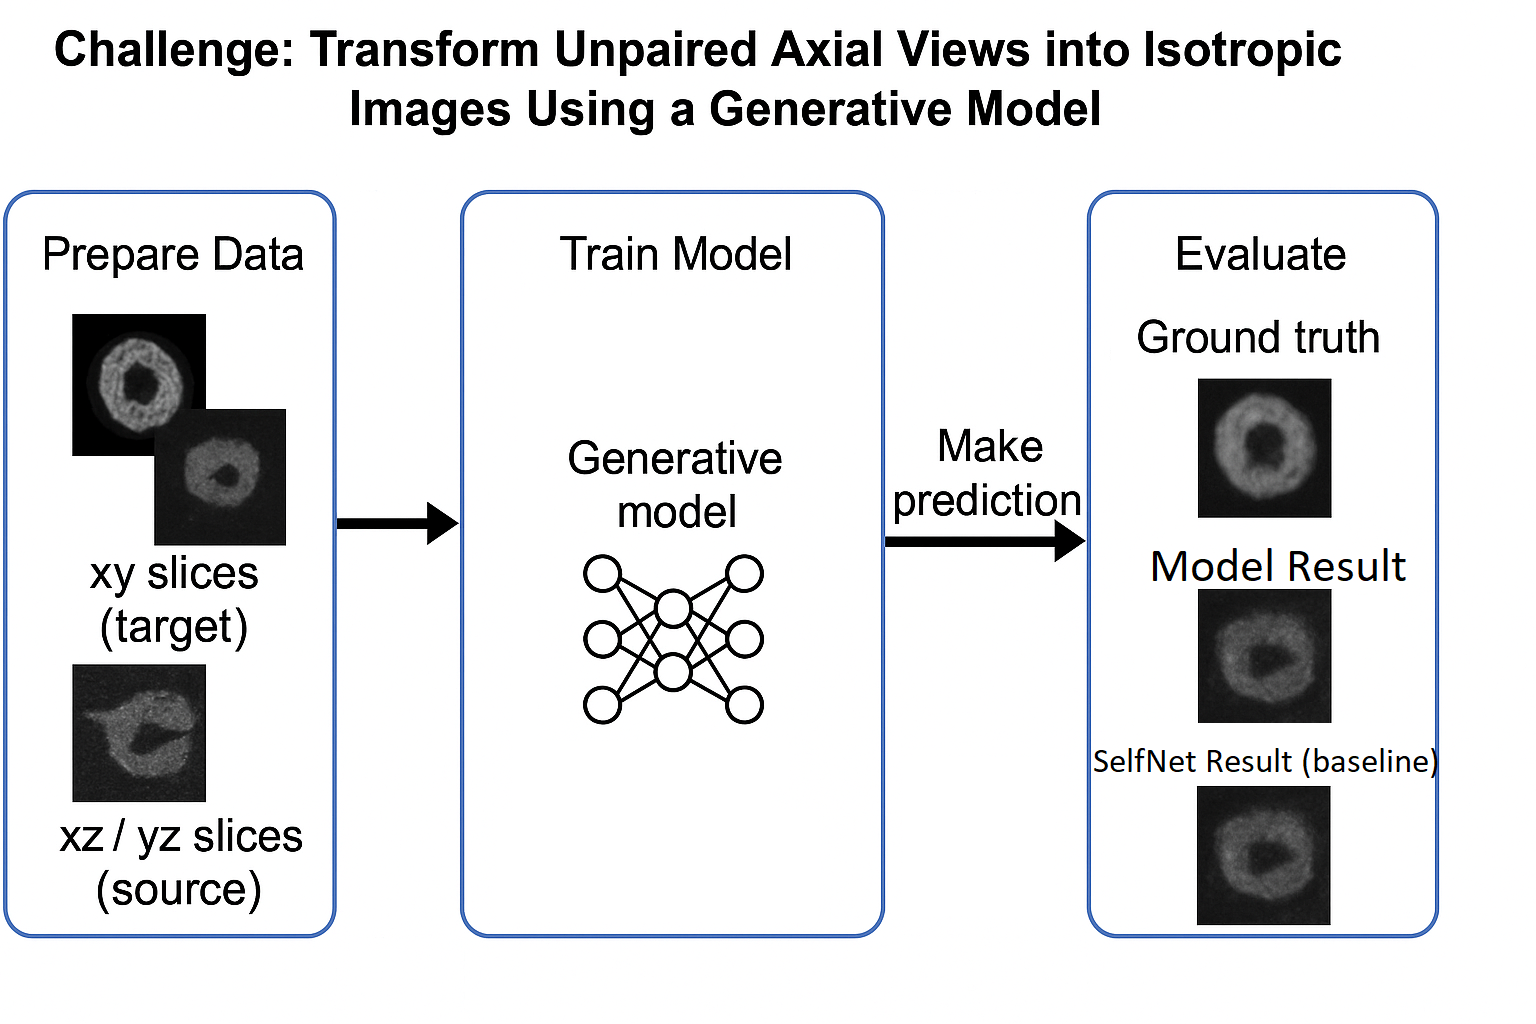 Challenge: Transform Unpaired Axial Views into Isotropic
Images Using a Generative Model
Prepare Data
xy slices
(target)
xz / yz slices
(source)
Train Model
Generative
model
Make
prediction
Evaluate
Ground truth
Model Result
SelfNet Result (baseline)